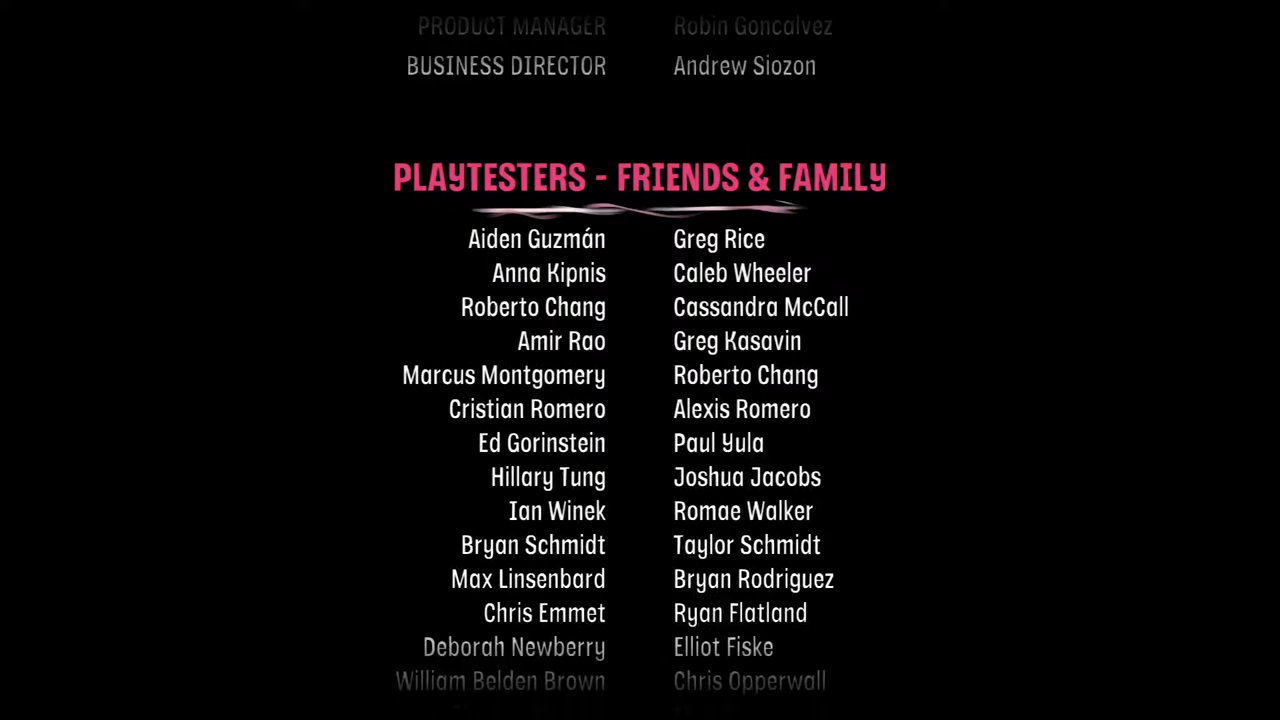 PRODUCT MANAGER Robin Goncalvez
BUSINESS DIRECTOR Andrew Siozon
PLAYTESTERS - FRIENDS & FAMILY
Aiden Guzmán Greg Rice
Anna Kipnis Caleb Wheeler
Roberto Chang Cassandra McCall
Amir Rao Greg Kasavin
Marcus Montgomery Roberto Chang
Cristian Romero Alexis Romero
Ed Gorinstein Paul Yula
Hillary Tung Joshua Jacobs
Ian Winek Romae Walker
Bryan Schmidt Taylor Schmidt
Max Linsenbard Bryan Rodriguez
Chris Emmet Ryan Flatland
Deborah Newberry Elliot Fiske
William Belden Brown Chris Opperwall